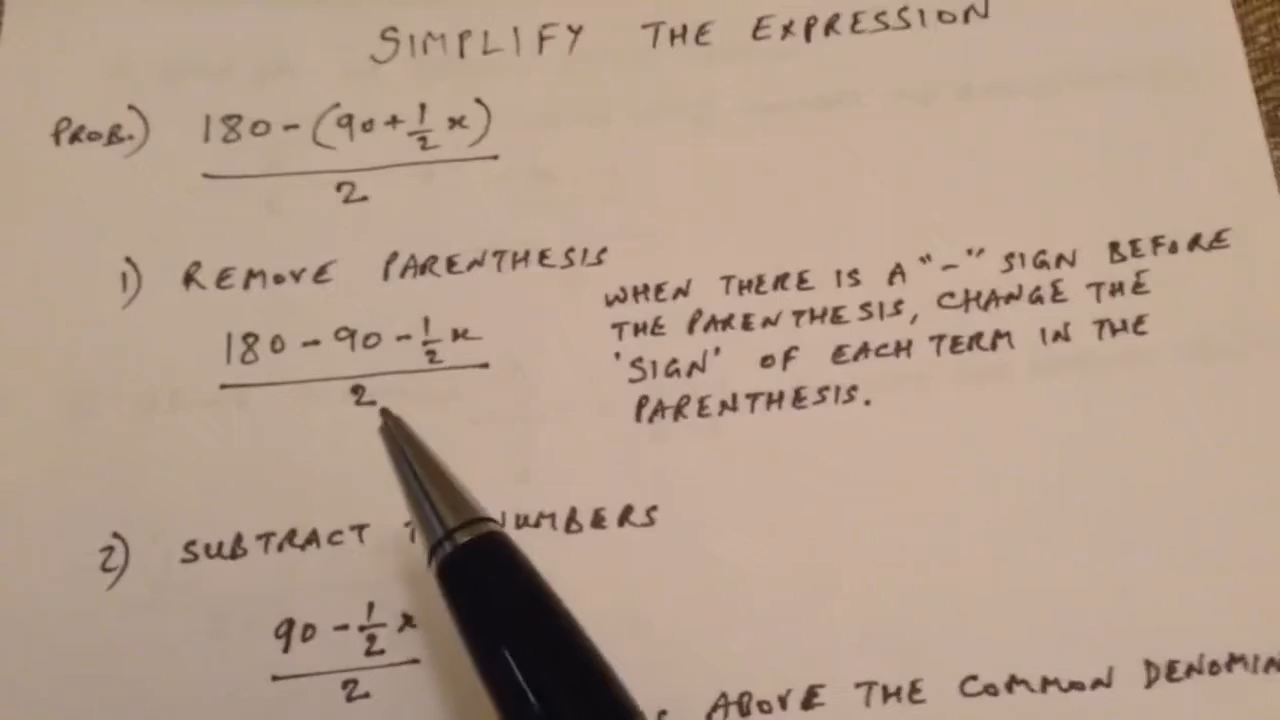 SIMPLIFY THE EXPRESSION
PROB.) 180-(90+1/2 x)
2
1) REMOVE PARENTHESIS
180-90-1/2 x
2
WHEN THERE IS A "-" SIGN BEFORE
THE PARENTHESIS, CHANGE THE
'SIGN' OF EACH TERM IN THE
PARENTHESIS.
2) SUBTRACT NUMBERS
90-1/2 x
2
ABOVE THE COMMON DENOMIN